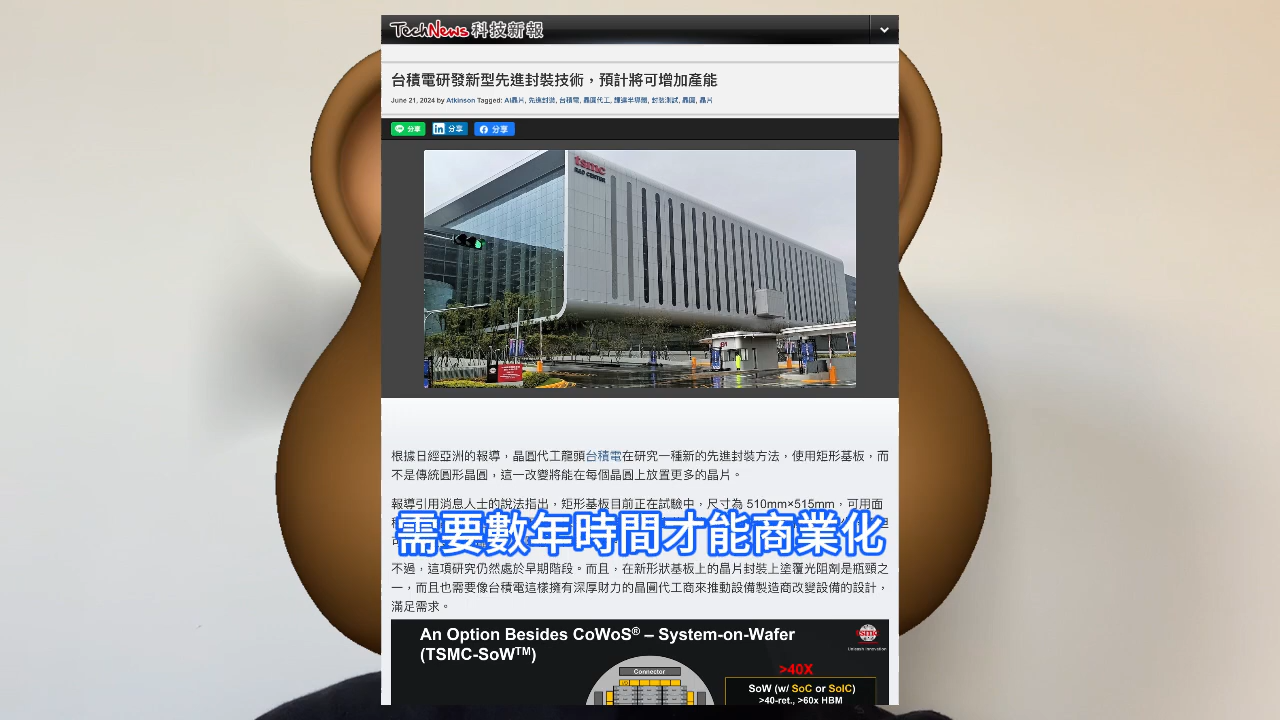 TechNews 科技新報
台積電研發新型先進封裝技術，預計將可增加產能
June 21, 2024 by Atkinson Tagged: AI晶片, 先進封裝, 台積電, 晶圓代工, 護國半導體, 封裝測試, 晶圓, 晶片
分享 分享 分享
tsmc
R&D CENTER
根據日經亞洲的報導，晶圓代工龍頭台積電在研究一種新的先進封裝方法，使用矩形基板，而
不是傳統圓形晶圓，這一改變將能在每個晶圓上放置更多的晶片。
報導引用消息人士的說法指出，矩形基板目前正在試驗中，尺寸為 510mm×515mm，可用面
需要數年時間才能商業化
不過，這項研究仍然處於早期階段。而且，在新形狀基板上的晶片封裝上塗覆光阻劑是瓶頸之
一，而且也需要像台積電這樣擁有深厚財力的晶圓代工商來推動設備製造商改變設備的設計，
滿足需求。
An Option Besides CoWoS® – System-on-Wafer
(TSMC-SoW™)
tsmc
Unleash Innovation
Connector
>40X
SoW (w/ SoC or SoIC)
>40-ret., >60x HBM